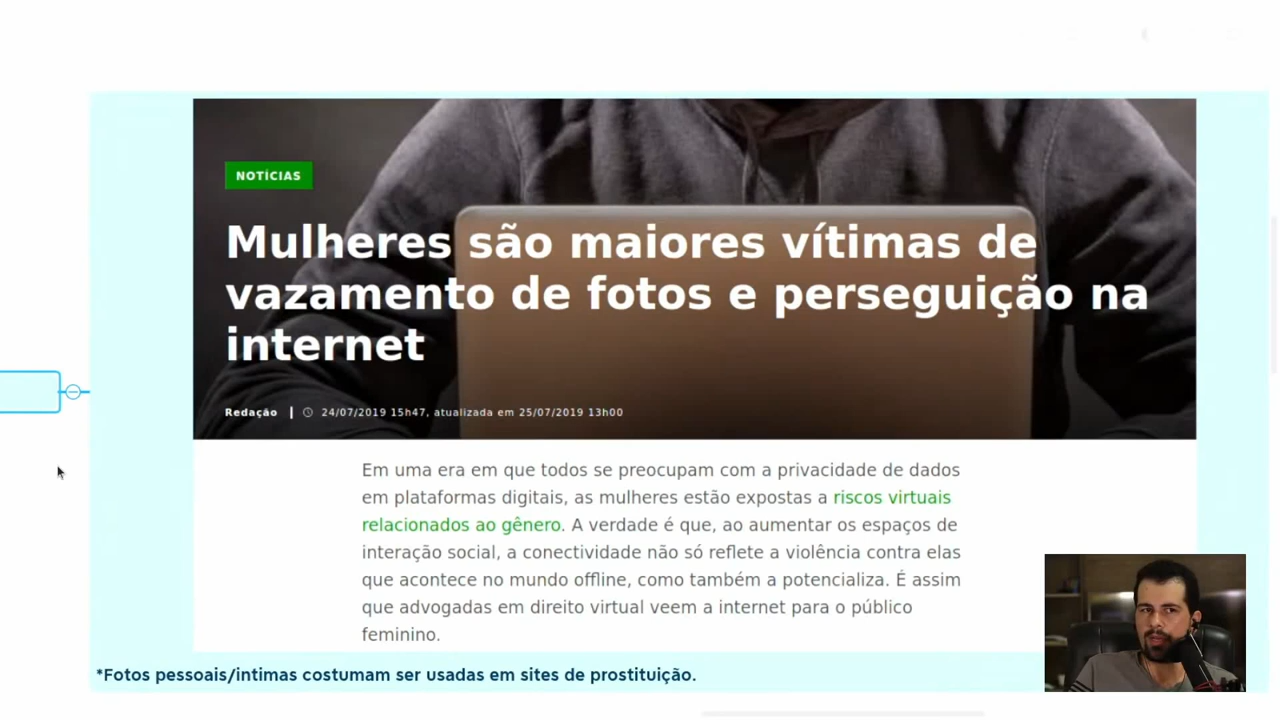 NOTÍCIAS
Mulheres são maiores vítimas de
vazamento de fotos e perseguição na
internet
Redação | 24/07/2019 15h47, atualizada em 25/07/2019 13h00
Em uma era em que todos se preocupam com a privacidade de dados
em plataformas digitais, as mulheres estão expostas a riscos virtuais
relacionados ao gênero. A verdade é que, ao aumentar os espaços de
interação social, a conectividade não só reflete a violência contra elas
que acontece no mundo offline, como também a potencializa. É assim
que advogadas em direito virtual veem a internet para o público
feminino.
*Fotos pessoais/intimas costumam ser usadas em sites de prostituição.